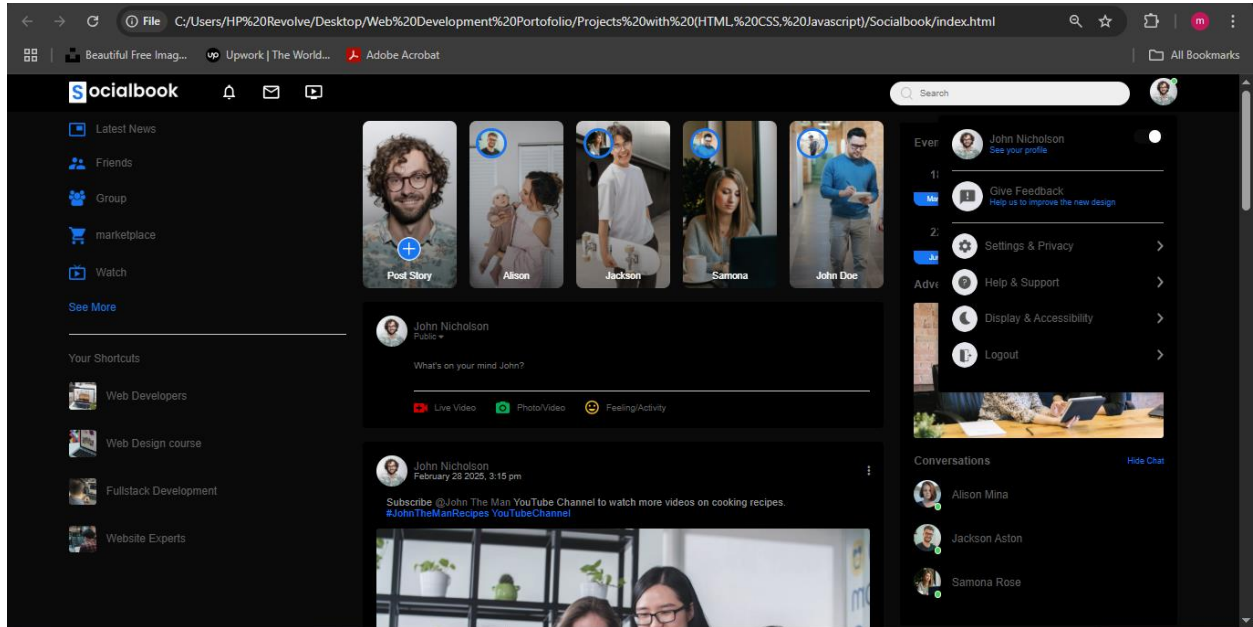 File C:/Users/HP%20Revolve/Desktop/Web%20Development%20Portofolio/Projects%20with%20(HTML,%20CSS,%20Javascript)/Socialbook/index.html m
Beautiful Free Imag... up Upwork | The World... Adobe Acrobat All Bookmarks
Socialbook Search
Latest News
Friends
Group
marketplace
Watch
See More
Your Shortcuts
Web Developers
Web Design course
Fullstack Development
Website Experts
Post Story Alison Jackson Samona John Doe
John Nicholson
Public
What's on your mind John?
Live Video Photo/Video Feeling/Activity
John Nicholson
February 28 2025, 3:15 pm
Subscribe @John The Man YouTube Channel to watch more videos on cooking recipes.
#JohnTheManRecipes YouTubeChannel
John Nicholson
See your profile
Give Feedback
Help us to improve the new design
Settings & Privacy
Help & Support
Display & Accessibility
Logout
Conversations Hide Chat
Alison Mina
Jackson Aston
Samona Rose